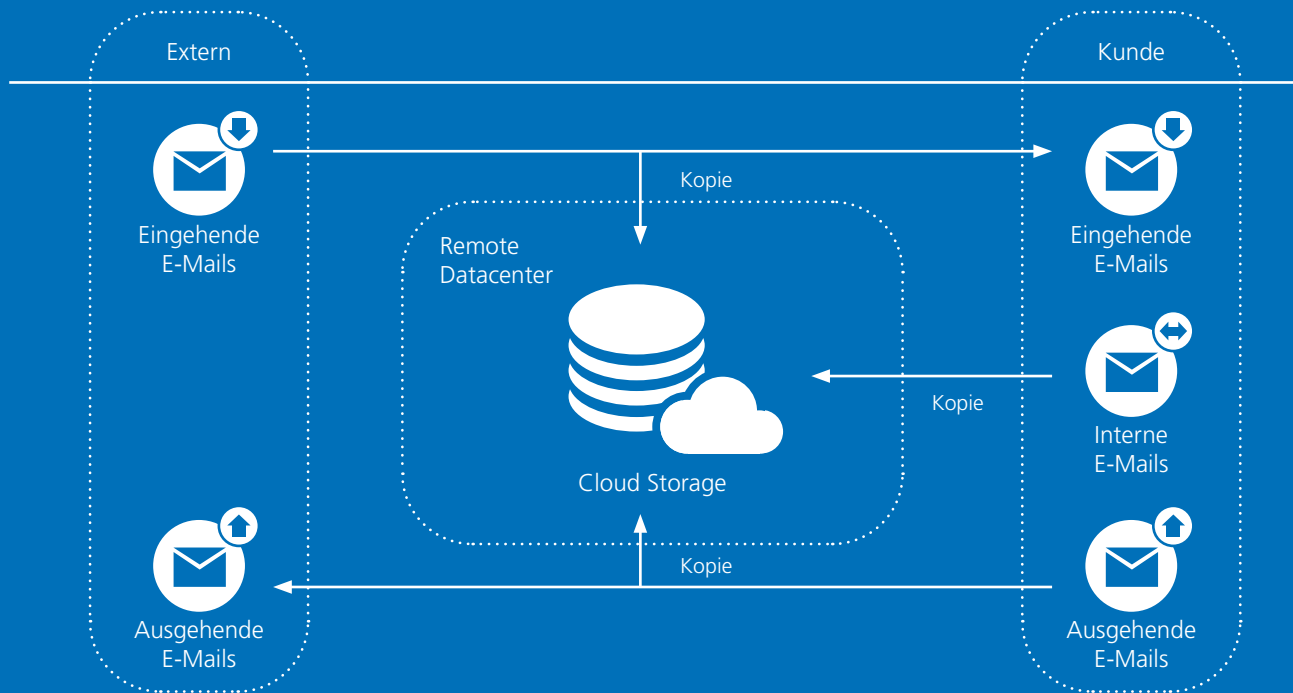 Extern
Kunde
Kopie
Eingehende
E-Mails
Remote
Datacenter
Eingehende
E-Mails
Kopie
Interne
E-Mails
Cloud Storage
Kopie
Ausgehende
E-Mails
Ausgehende
E-Mails